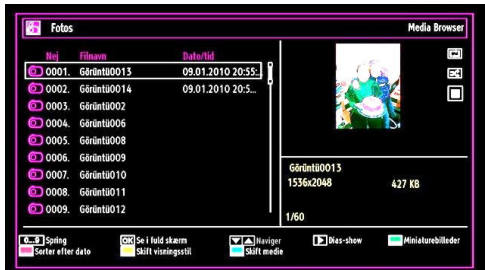 Fotos Media Browser
Nej Filnavn Dato/tid
0001. Görüntü0013 09.01.2010 20:55:
0002. Görüntü0014 09.01.2010 20:5...
0003. Görüntü002
0004. Görüntü006
0005. Görüntü008
0006. Görüntü009
0007. Görüntü010
0008. Görüntü011
0009. Görüntü012
Görüntü0013
1536x2048 427 KB
1/60
0...9 Spring OK Se i fuld skærm Naviger Dias-show Miniaturebilleder
Sorter efter dato Skift visningsstil Skift medie